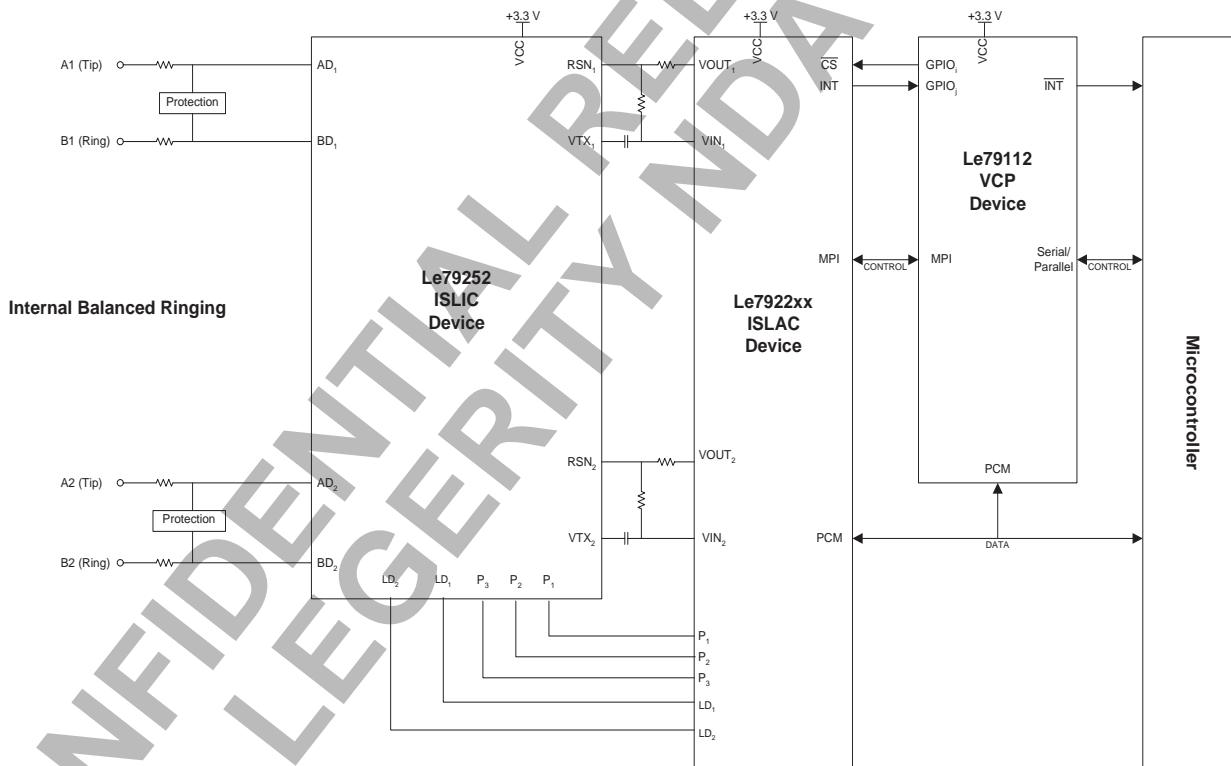 +3.3 V
+3.3 V
+3.3 V
VCC
VCC
VCC
A1 (Tip)
AD1
RSN1
VOUT1
CS
GPIOi
INT
GPIOj
INT
Protection
B1 (Ring)
BD1
VTX1
VIN1
Le79112
VCP
Device
MPI
CONTROL
MPI
Serial/
Parallel
CONTROL
Internal Balanced Ringing
Le79252
ISLIC
Device
Le7922xx
ISLAC
Device
Microcontroller
A2 (Tip)
AD2
RSN2
VOUT2
PCM
Protection
B2 (Ring)
BD2
VTX2
VIN2
PCM
DATA
LD2
LD1
P3
P2
P1
P1
P2
P3
LD1
LD2
NFIDENTIAL REL
LEGERITY NDA